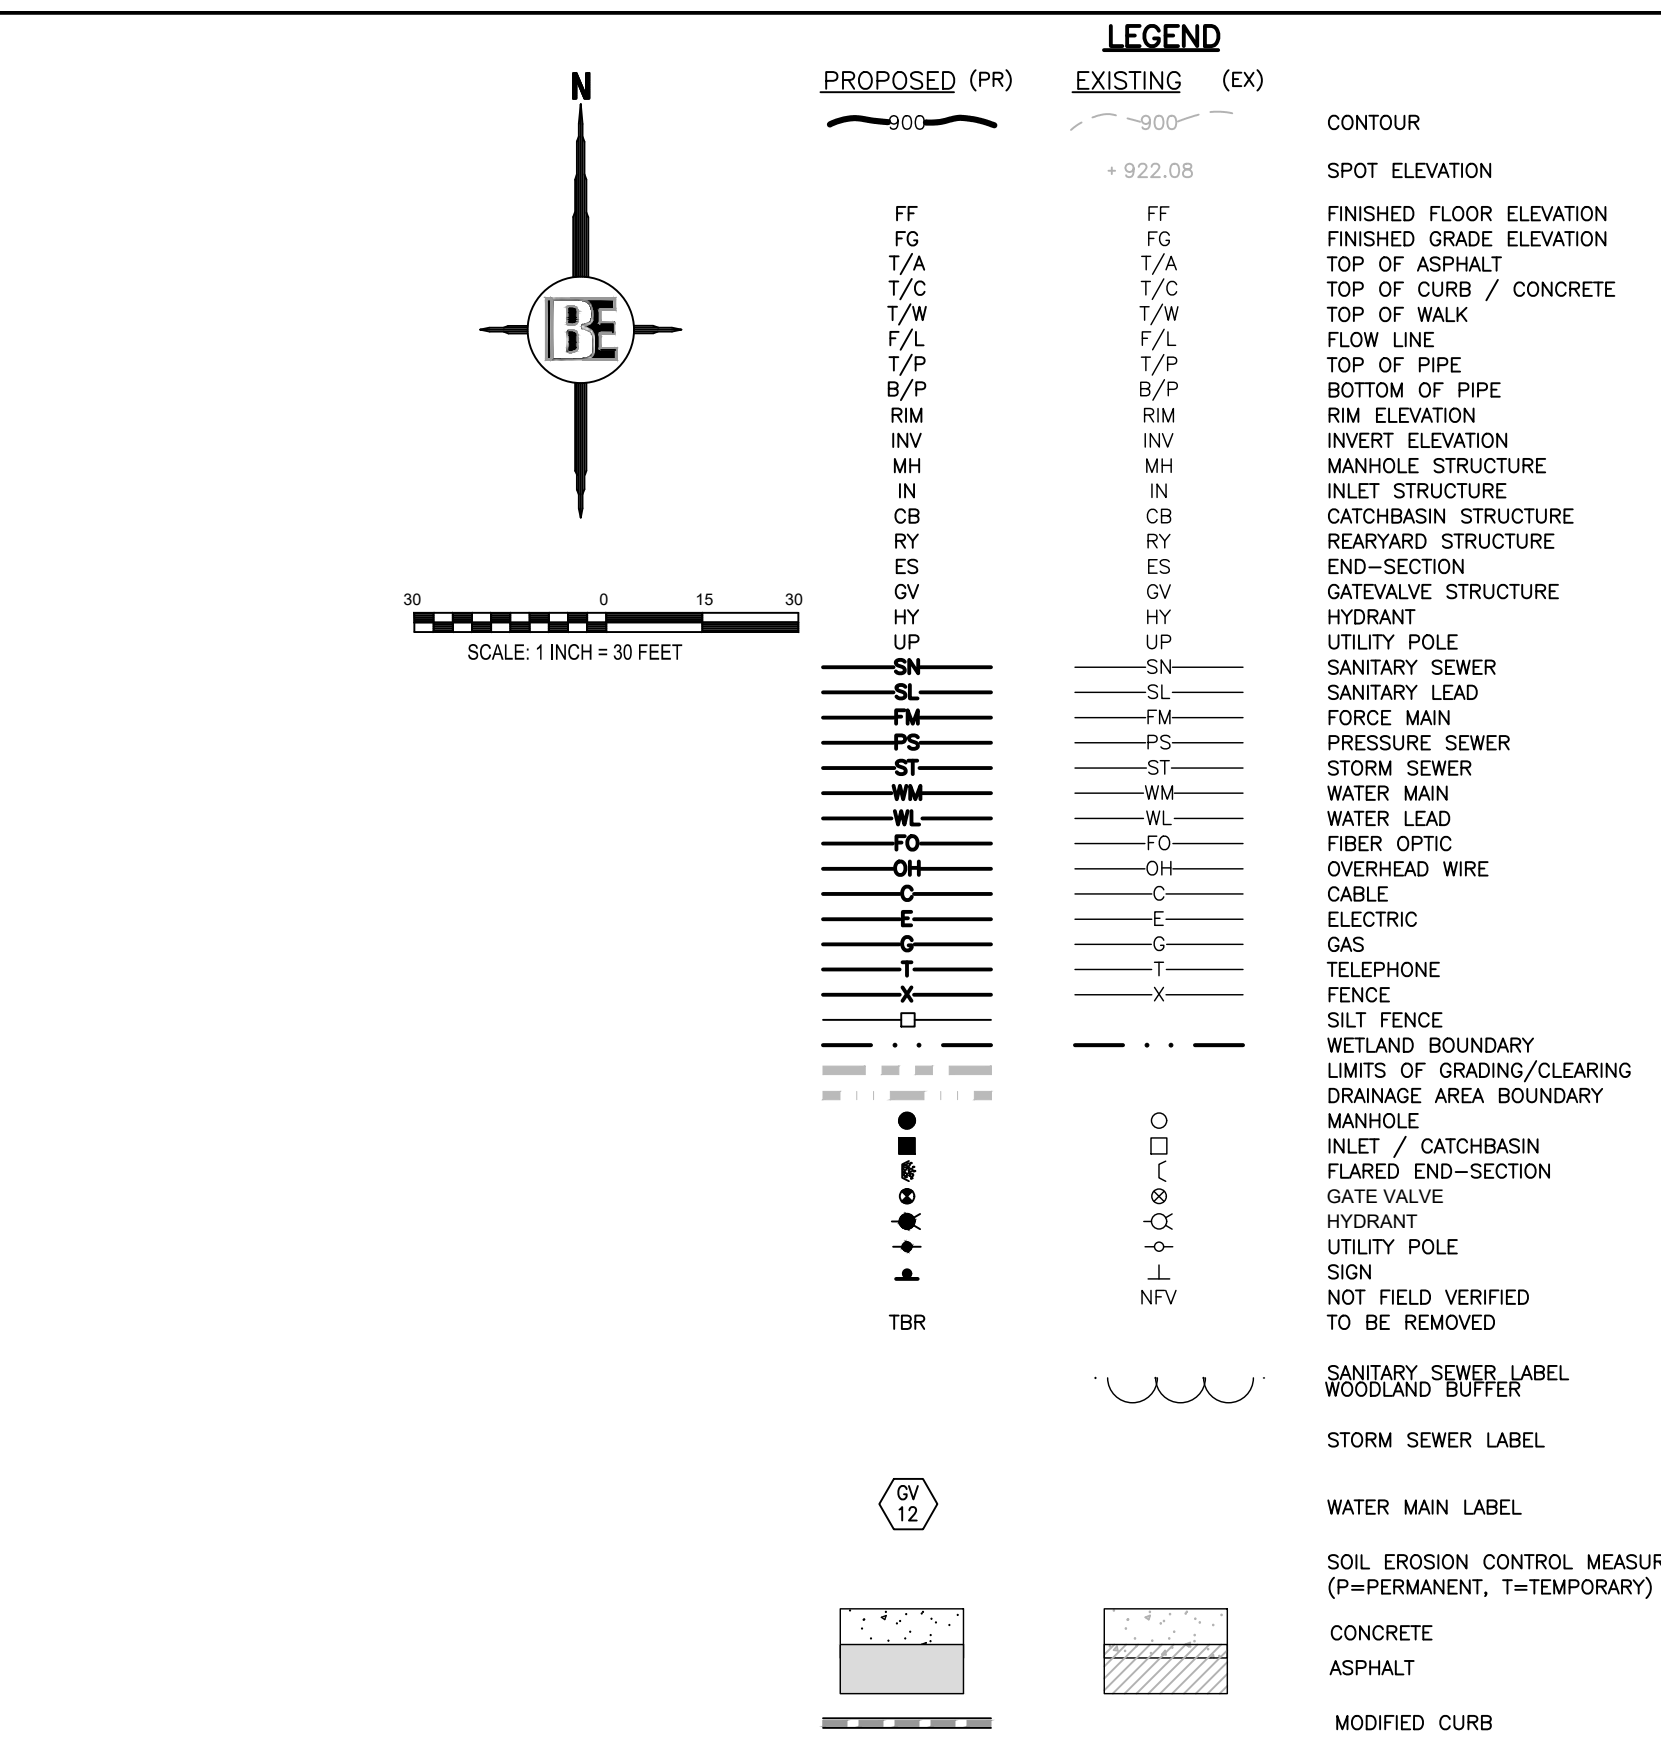 LEGEND
PROPOSED (PR) EXISTING (EX)
N
900 900 CONTOUR
+ 922.08 SPOT ELEVATION
FF FF FINISHED FLOOR ELEVATION
FG FG FINISHED GRADE ELEVATION
T/A T/A TOP OF ASPHALT
T/C T/C TOP OF CURB / CONCRETE
T/W T/W TOP OF WALK
BE
F/L F/L FLOW LINE
T/P T/P TOP OF PIPE
B/P B/P BOTTOM OF PIPE
RIM RIM RIM ELEVATION
INV INV INVERT ELEVATION
MH MH MANHOLE STRUCTURE
IN IN INLET STRUCTURE
CB CB CATCHBASIN STRUCTURE
RY RY REARYARD STRUCTURE
ES ES END-SECTION
GV GV GATEVALVE STRUCTURE
30 0 15 30
HY HY HYDRANT
UP UP UTILITY POLE
SCALE: 1 INCH = 30 FEET
SN SN SANITARY SEWER
SL SL SANITARY LEAD
FM FM FORCE MAIN
PS PS PRESSURE SEWER
ST ST STORM SEWER
WM WM WATER MAIN
WL WL WATER LEAD
FO FO FIBER OPTIC
OH OH OVERHEAD WIRE
C C CABLE
E E ELECTRIC
G G GAS
T T TELEPHONE
X X FENCE
SILT FENCE
WETLAND BOUNDARY
LIMITS OF GRADING/CLEARING
DRAINAGE AREA BOUNDARY
MANHOLE
INLET / CATCHBASIN
FLARED END-SECTION
GATE VALVE
HYDRANT
UTILITY POLE
SIGN
NFV NOT FIELD VERIFIED
TBR TO BE REMOVED
SANITARY SEWER LABEL
WOODLAND BUFFER
STORM SEWER LABEL
GV
12 WATER MAIN LABEL
SOIL EROSION CONTROL MEASUR
(P=PERMANENT, T=TEMPORARY)
CONCRETE
ASPHALT
MODIFIED CURB